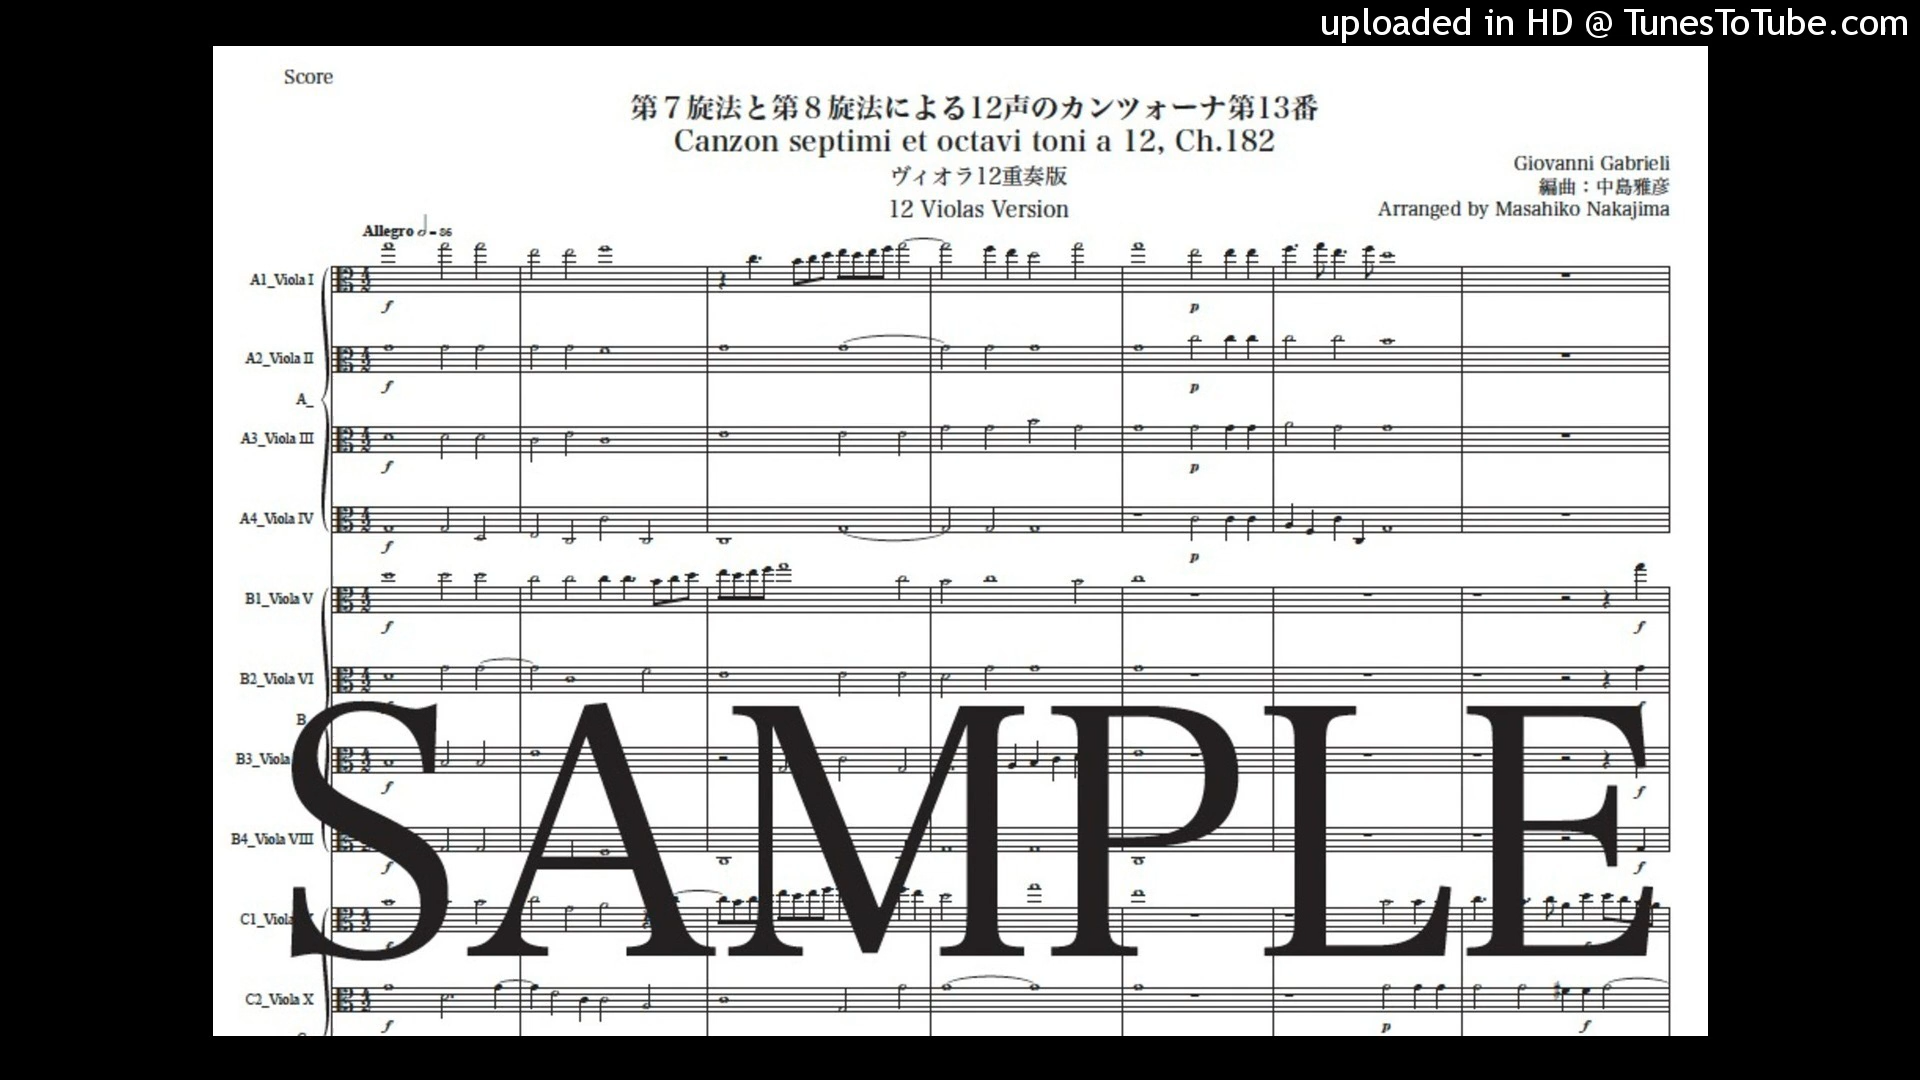 uploaded in HD @ TunesToTube.com
Score
第７旋法と第８旋法による12声のカンツォーナ第13番
Canzon septimi et octavi toni a 12, Ch.182
ヴィオラ12重奏版
12 Violas Version
Giovanni Gabrieli
編曲：中島雅彦
Arranged by Masahiko Nakajima
Allegro 𝅗𝅥 = 86
A1_Viola I
f
p
A2_Viola II
f
p
A_
A3_Viola III
f
p
A4_Viola IV
f
p
B1_Viola V
f
f
B2_Viola VI
B
B3_Viola
f
f
B4_Viola VIII
f
f
C1_Viola
C2_Viola X
f
p
f
SAMPLE